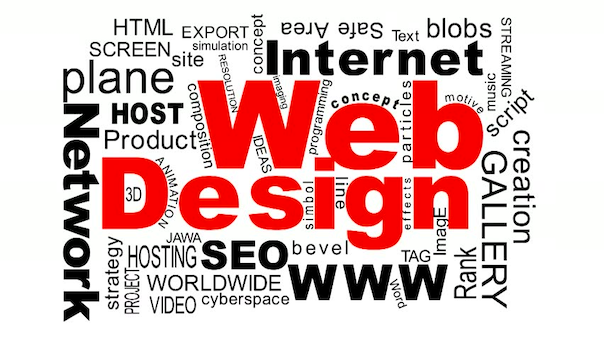 HTML
EXPORT
concept
Safe Area
Text
blobs
STREAMING
SCREEN
simulation
site
Internet
music
plane
RESOLUTION
imaging
programming
concept
particles
motive
Script
HOST
composition
Web
Network
Product
IDEAS
creation
GALLERY
3D
ANIMATION
Design
simbol
line
effects
ImagE
JAWA
strategy
PROJECT
HOSTING
SEO
bevel
TAG
Rank
WORLDWIDE
WWW
Word
VIDEO
cyberspace